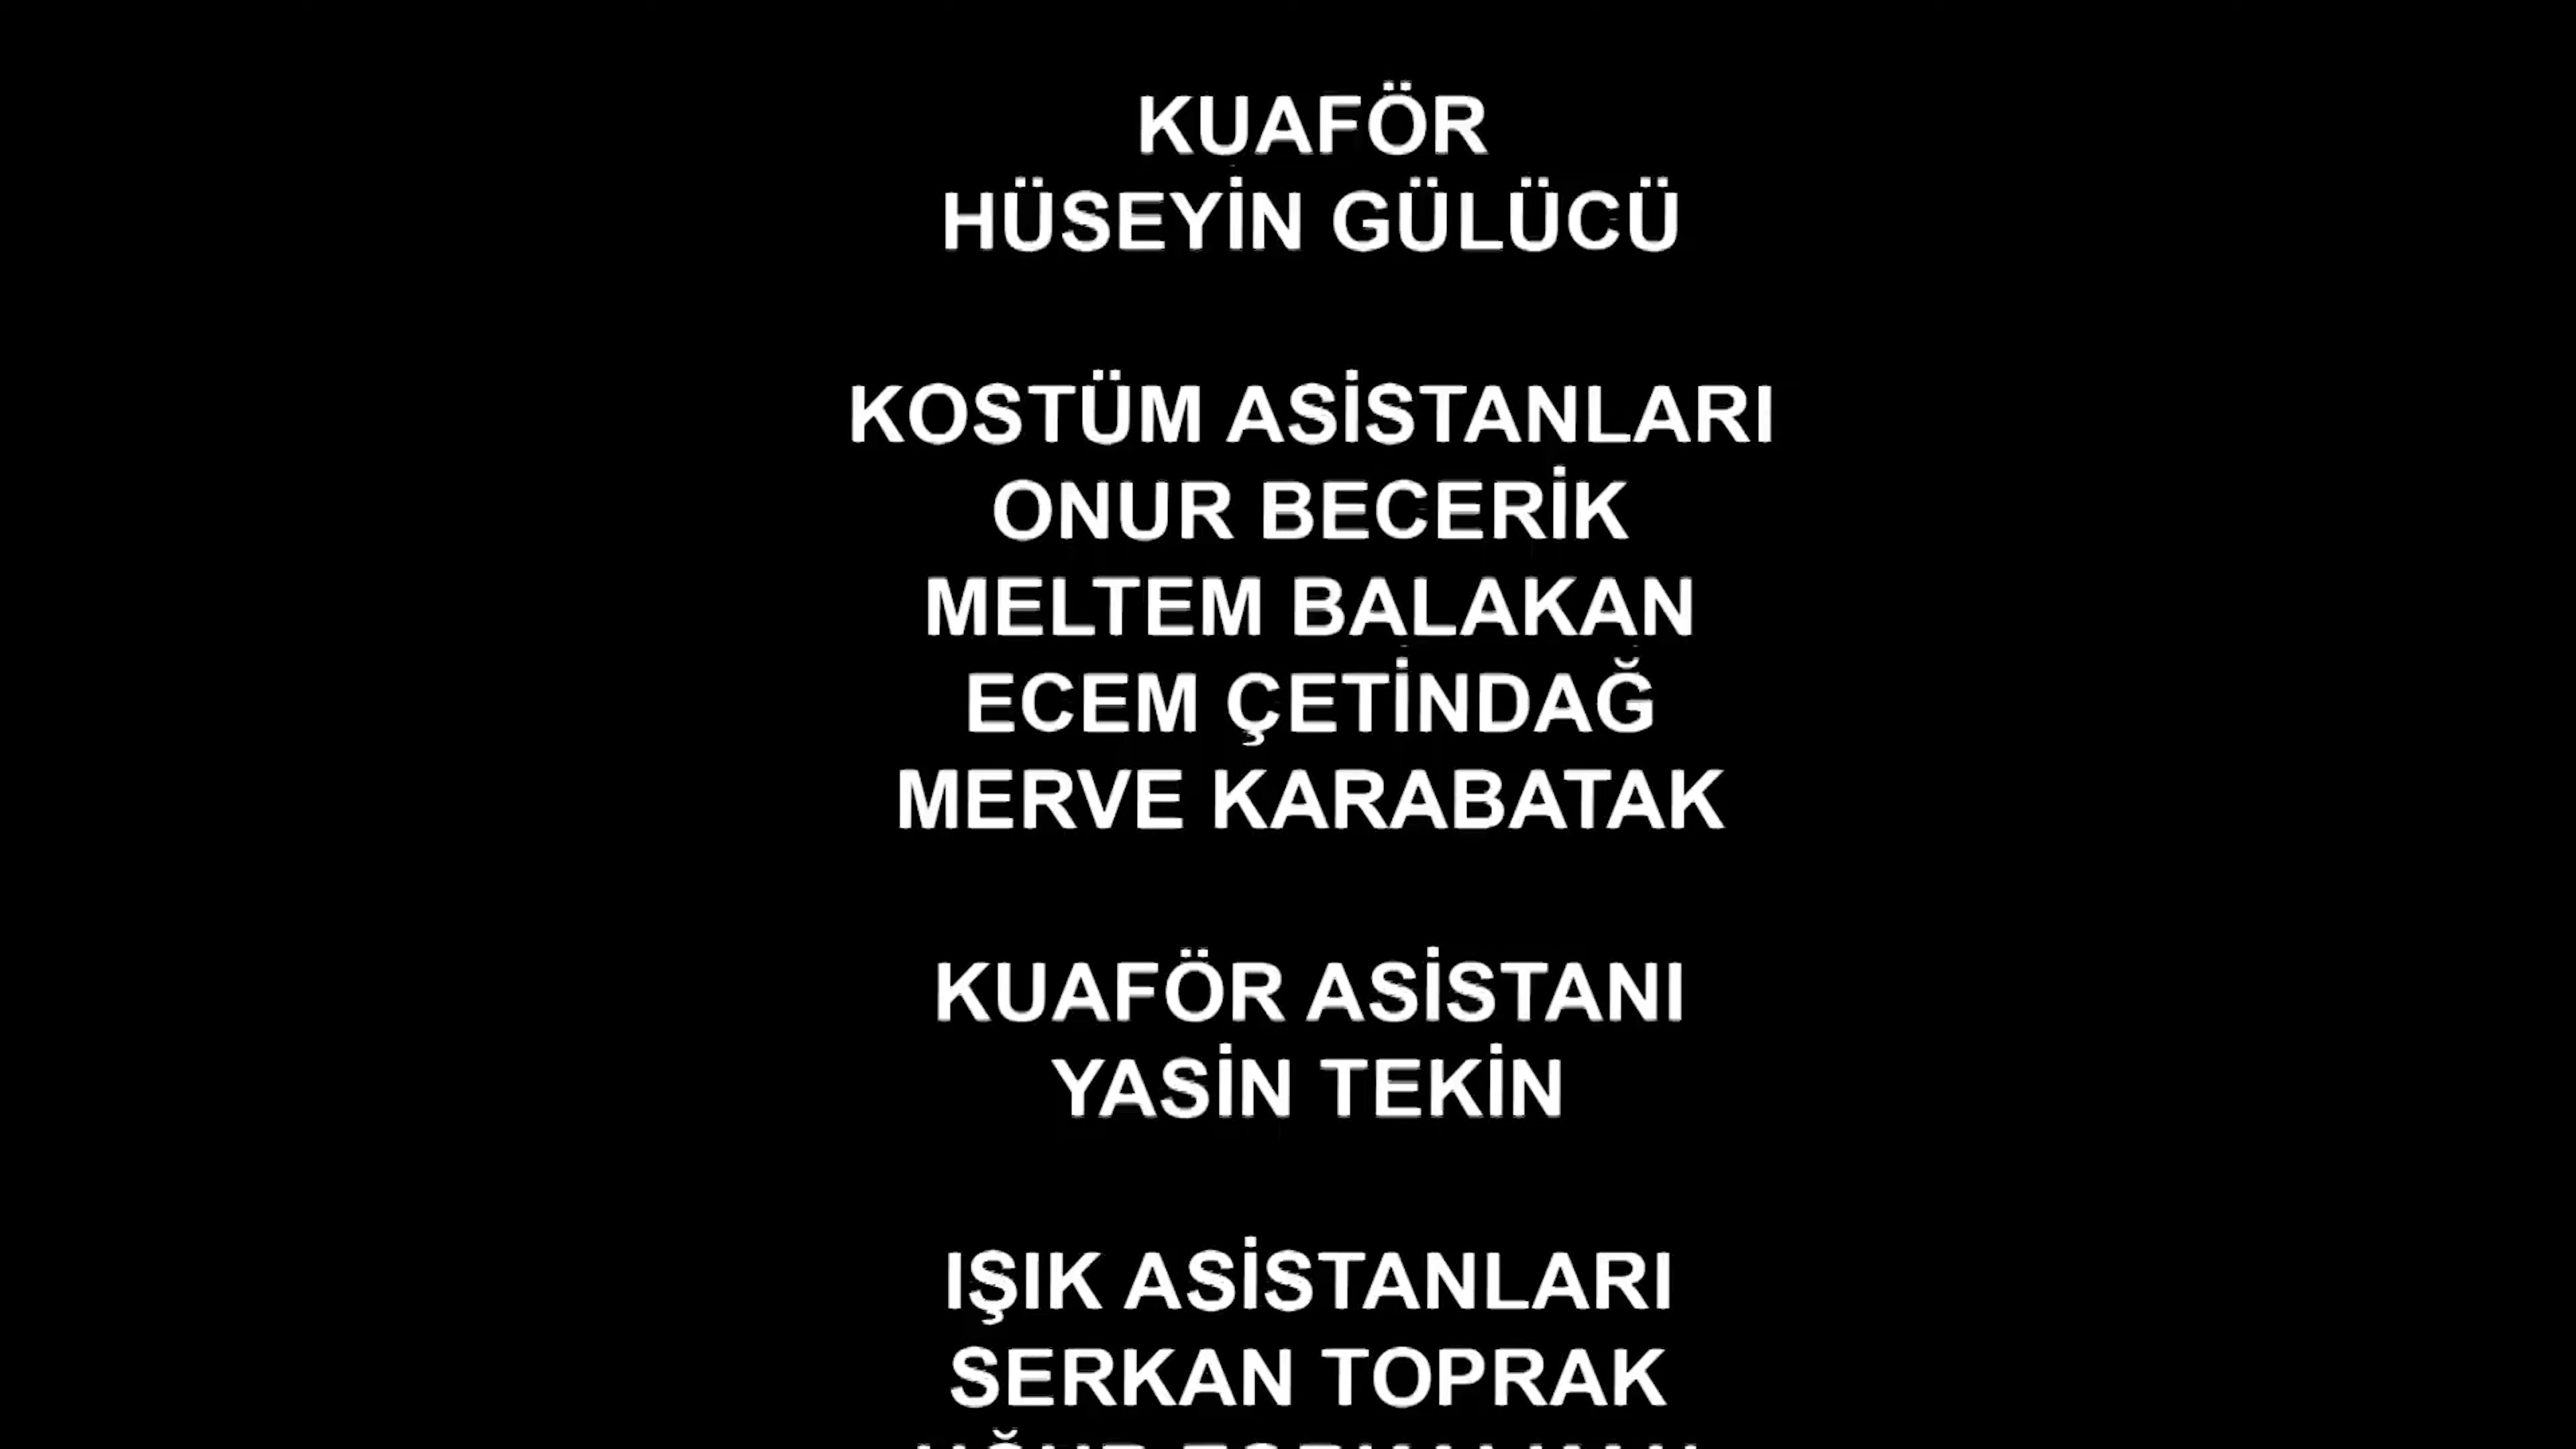 KUAFÖR
HÜSEYİN GÜLÜCÜ
KOSTÜM ASİSTANLARI
ONUR BECERİK
MELTEM BALAKAN
ECEM ÇETİNDAĞ
MERVE KARABATAK
KUAFÖR ASİSTANI
YASİN TEKİN
IŞIK ASİSTANLARI
SERKAN TOPRAK